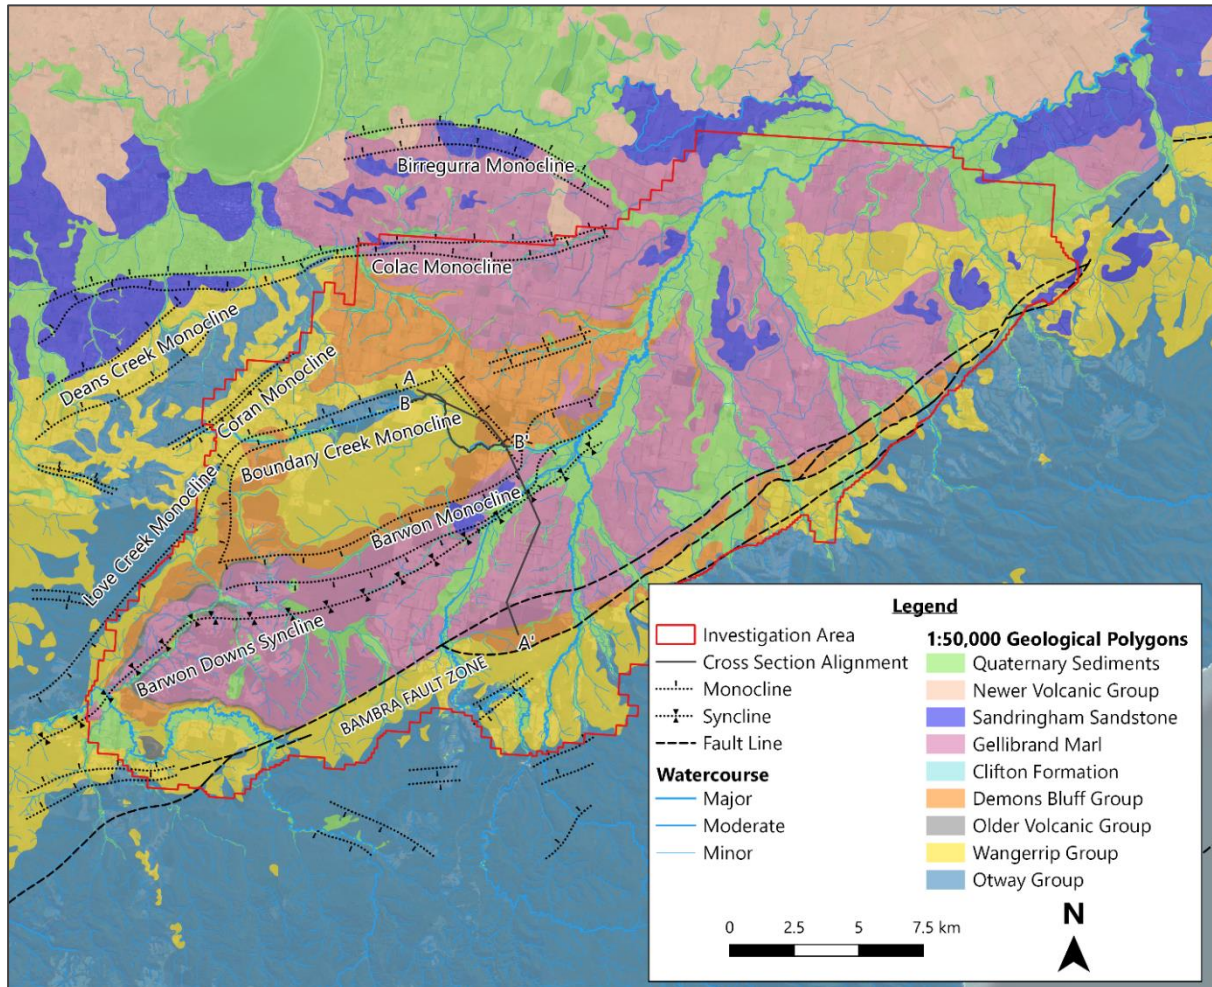 Birregurra Monocline
Colac Monocline
Deans Creek Monocline
Coran Monocline
A
B
Boundary Creek Monocline
B'
Love Creek Monocline
Barwon Monocline
Barwon Downs Syncline
A'
BAMBRA FAULT ZONE
Legend
Investigation Area
Cross Section Alignment
Monocline
Syncline
Fault Line
Watercourse
Major
Moderate
Minor
1:50,000 Geological Polygons
Quaternary Sediments
Newer Volcanic Group
Sandringham Sandstone
Gellibrand Marl
Clifton Formation
Demons Bluff Group
Older Volcanic Group
Wangerrip Group
Otway Group
0 2.5 5 7.5 km
N